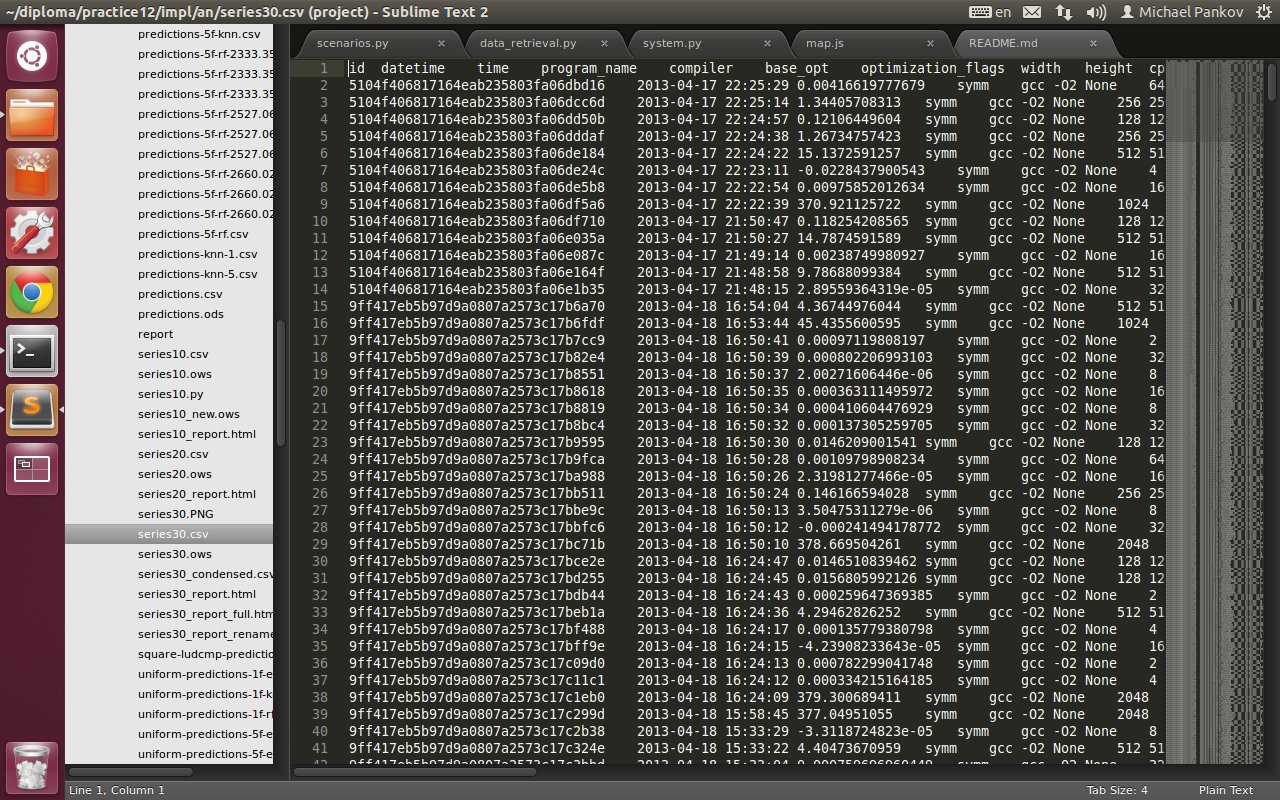 ~/diploma/practice12/impl/an/series30.csv (project) - Sublime Text 2
en
Michael Pankov
predictions-5f-knn.csv
predictions-5f-rf-2333.35
predictions-5f-rf-2333.35
predictions-5f-rf-2333.35
predictions-5f-rf-2527.06
predictions-5f-rf-2527.06
predictions-5f-rf-2527.06
predictions-5f-rf-2660.02
predictions-5f-rf-2660.02
predictions-5f-rf-2660.02
predictions-5f-rf.csv
predictions-knn-1.csv
predictions-knn-5.csv
predictions.csv
predictions.ods
report
series10.csv
series10.ows
series10.py
series10_new.ows
series10_report.html
series20.csv
series20.ows
series20_report.html
series30.PNG
series30.csv
series30.ows
series30_condensed.csv
series30_report.html
series30_report_full.htm
series30_report_rename
square-ludcmp-predictio
uniform-predictions-1f-e
uniform-predictions-1f-k
uniform-predictions-1f-rf
uniform-predictions-5f-e
uniform-predictions-5f-e
scenarios.py
data_retrieval.py
system.py
map.js
README.md
1 id datetime time program_name compiler base_opt optimization_flags width height cp
2 5104f406817164eab235803fa06dbd16 2013-04-17 22:25:29 0.00416619777679 symm gcc -O2 None 64
3 5104f406817164eab235803fa06dcc6d 2013-04-17 22:25:14 1.34405708313 symm gcc -O2 None 256 25
4 5104f406817164eab235803fa06dd50b 2013-04-17 22:24:57 0.12106449604 symm gcc -O2 None 128 12
5 5104f406817164eab235803fa06dddaf 2013-04-17 22:24:38 1.26734757423 symm gcc -O2 None 256 25
6 5104f406817164eab235803fa06de184 2013-04-17 22:24:22 15.1372591257 symm gcc -O2 None 512 51
7 5104f406817164eab235803fa06de24c 2013-04-17 22:23:11 -0.0228437900543 symm gcc -O2 None 4
8 5104f406817164eab235803fa06de5b8 2013-04-17 22:22:54 0.00975852012634 symm gcc -O2 None 16
9 5104f406817164eab235803fa06df5a6 2013-04-17 22:22:39 370.921125722 symm gcc -O2 None 1024
10 5104f406817164eab235803fa06df710 2013-04-17 21:50:47 0.118254208565 symm gcc -O2 None 128 12
11 5104f406817164eab235803fa06e035a 2013-04-17 21:50:27 14.7874591589 symm gcc -O2 None 512 51
12 5104f406817164eab235803fa06e087c 2013-04-17 21:49:14 0.00238749980927 symm gcc -O2 None 16
13 5104f406817164eab235803fa06e164f 2013-04-17 21:48:58 9.78688099384 symm gcc -O2 None 512 51
14 5104f406817164eab235803fa06e1b35 2013-04-17 21:48:15 2.89559364319e-05 symm gcc -O2 None 32
15 9ff417eb5b97d9a0807a2573c17b6a70 2013-04-18 16:54:04 4.36744976044 symm gcc -O2 None 512 51
16 9ff417eb5b97d9a0807a2573c17b6fdf 2013-04-18 16:53:44 45.4355600595 symm gcc -O2 None 1024
17 9ff417eb5b97d9a0807a2573c17b7cc9 2013-04-18 16:50:41 0.00097119808197 symm gcc -O2 None 2
18 9ff417eb5b97d9a0807a2573c17b82e4 2013-04-18 16:50:39 0.000802206993103 symm gcc -O2 None 32
19 9ff417eb5b97d9a0807a2573c17b8551 2013-04-18 16:50:37 2.00271606446e-06 symm gcc -O2 None 8
20 9ff417eb5b97d9a0807a2573c17b8618 2013-04-18 16:50:35 0.000363111495972 symm gcc -O2 None 16
21 9ff417eb5b97d9a0807a2573c17b8819 2013-04-18 16:50:34 0.000410604476929 symm gcc -O2 None 8
22 9ff417eb5b97d9a0807a2573c17b8bc4 2013-04-18 16:50:32 0.000137305259705 symm gcc -O2 None 32
23 9ff417eb5b97d9a0807a2573c17b9595 2013-04-18 16:50:30 0.0146209001541 symm gcc -O2 None 128 12
24 9ff417eb5b97d9a0807a2573c17b9fca 2013-04-18 16:50:28 0.00109798908234 symm gcc -O2 None 64
25 9ff417eb5b97d9a0807a2573c17ba988 2013-04-18 16:50:26 2.31981277466e-05 symm gcc -O2 None 16
26 9ff417eb5b97d9a0807a2573c17bb511 2013-04-18 16:50:24 0.146166594028 symm gcc -O2 None 256 25
27 9ff417eb5b97d9a0807a2573c17bbe9c 2013-04-18 16:50:13 3.50475311279e-06 symm gcc -O2 None 8
28 9ff417eb5b97d9a0807a2573c17bbfc6 2013-04-18 16:50:12 -0.000241494178772 symm gcc -O2 None 32
29 9ff417eb5b97d9a0807a2573c17bc71b 2013-04-18 16:50:10 378.669504261 symm gcc -O2 None 2048
30 9ff417eb5b97d9a0807a2573c17bce2e 2013-04-18 16:24:47 0.0146510839462 symm gcc -O2 None 128 12
31 9ff417eb5b97d9a0807a2573c17bd255 2013-04-18 16:24:45 0.0156805992126 symm gcc -O2 None 128 12
32 9ff417eb5b97d9a0807a2573c17bdb44 2013-04-18 16:24:43 0.000259647369385 symm gcc -O2 None 2
33 9ff417eb5b97d9a0807a2573c17beb1a 2013-04-18 16:24:36 4.29462826252 symm gcc -O2 None 512 51
34 9ff417eb5b97d9a0807a2573c17bf488 2013-04-18 16:24:17 0.000135779380798 symm gcc -O2 None 4
35 9ff417eb5b97d9a0807a2573c17bff9e 2013-04-18 16:24:15 -4.23908233643e-05 symm gcc -O2 None 16
36 9ff417eb5b97d9a0807a2573c17c09d0 2013-04-18 16:24:13 0.000782299041748 symm gcc -O2 None 2
37 9ff417eb5b97d9a0807a2573c17c11c1 2013-04-18 16:24:12 0.000334215164185 symm gcc -O2 None 4
38 9ff417eb5b97d9a0807a2573c17c1eb0 2013-04-18 16:24:09 379.300689411 symm gcc -O2 None 2048
39 9ff417eb5b97d9a0807a2573c17c299d 2013-04-18 15:58:45 377.04951055 symm gcc -O2 None 2048
40 9ff417eb5b97d9a0807a2573c17c2b38 2013-04-18 15:33:29 -3.3118724823e-05 symm gcc -O2 None 8
41 9ff417eb5b97d9a0807a2573c17c324e 2013-04-18 15:33:22 4.40473670959 symm gcc -O2 None 512 51
Line 1, Column 1
Tab Size: 4
Plain Text